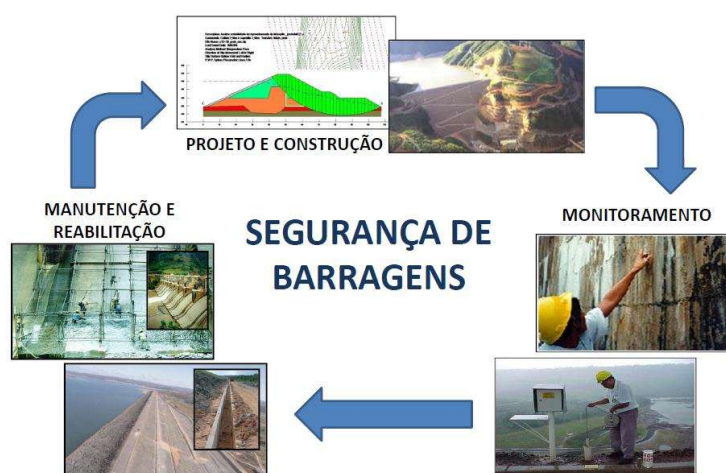 PROJETO E CONSTRUÇÃO
MANUTENÇÃO E
REABILITAÇÃO
SEGURANÇA DE
BARRAGENS
MONITORAMENTO